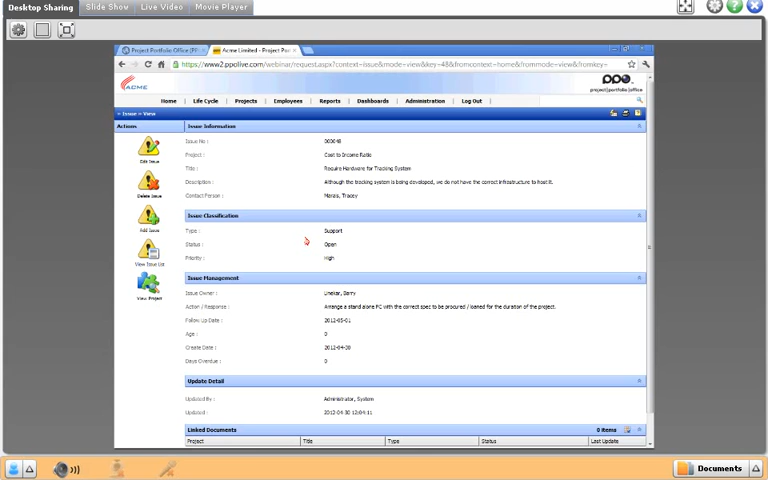 Desktop Sharing Slide Show Live Video Movie Player
Project Portfolio Office (PP Acme Limited - Project Por
https://www2.ppolive.com/webinar/request.aspx?context=issue&mode=view&key=48&fromcontext=home&frommode=view&fromkey=
ACME
ppo
project|portfolio|office
Home Life Cycle Projects Employees Reports Dashboards Administration Log Out
Issue > View
Actions
Edit Issue
Delete Issue
Add Issue
View Issue List
View Project
Issue Information
Issue No : 000048
Project : Cost to Income Ratio
Title : Require Hardware for Tracking System
Description : Although the tracking system is being developed, we do not have the correct infrastructure to host it.
Contact Person : Marais, Tracey
Issue Classification
Type : Support
Status : Open
Priority : High
Issue Management
Issue Owner : Barry
Action / Response : Arrange a stand alone PC with the correct spec to be procured / loaned for the duration of the project.
Follow Up Date : 2012-05-01
Age : 0
Create Date : 2012-04-30
Days Overdue : 0
Update Detail
Updated By : Administrator, System
Updated : 2012-04-30 12:04:11
Linked Documents 0 Items
Project Title Type Status Last Update
Documents